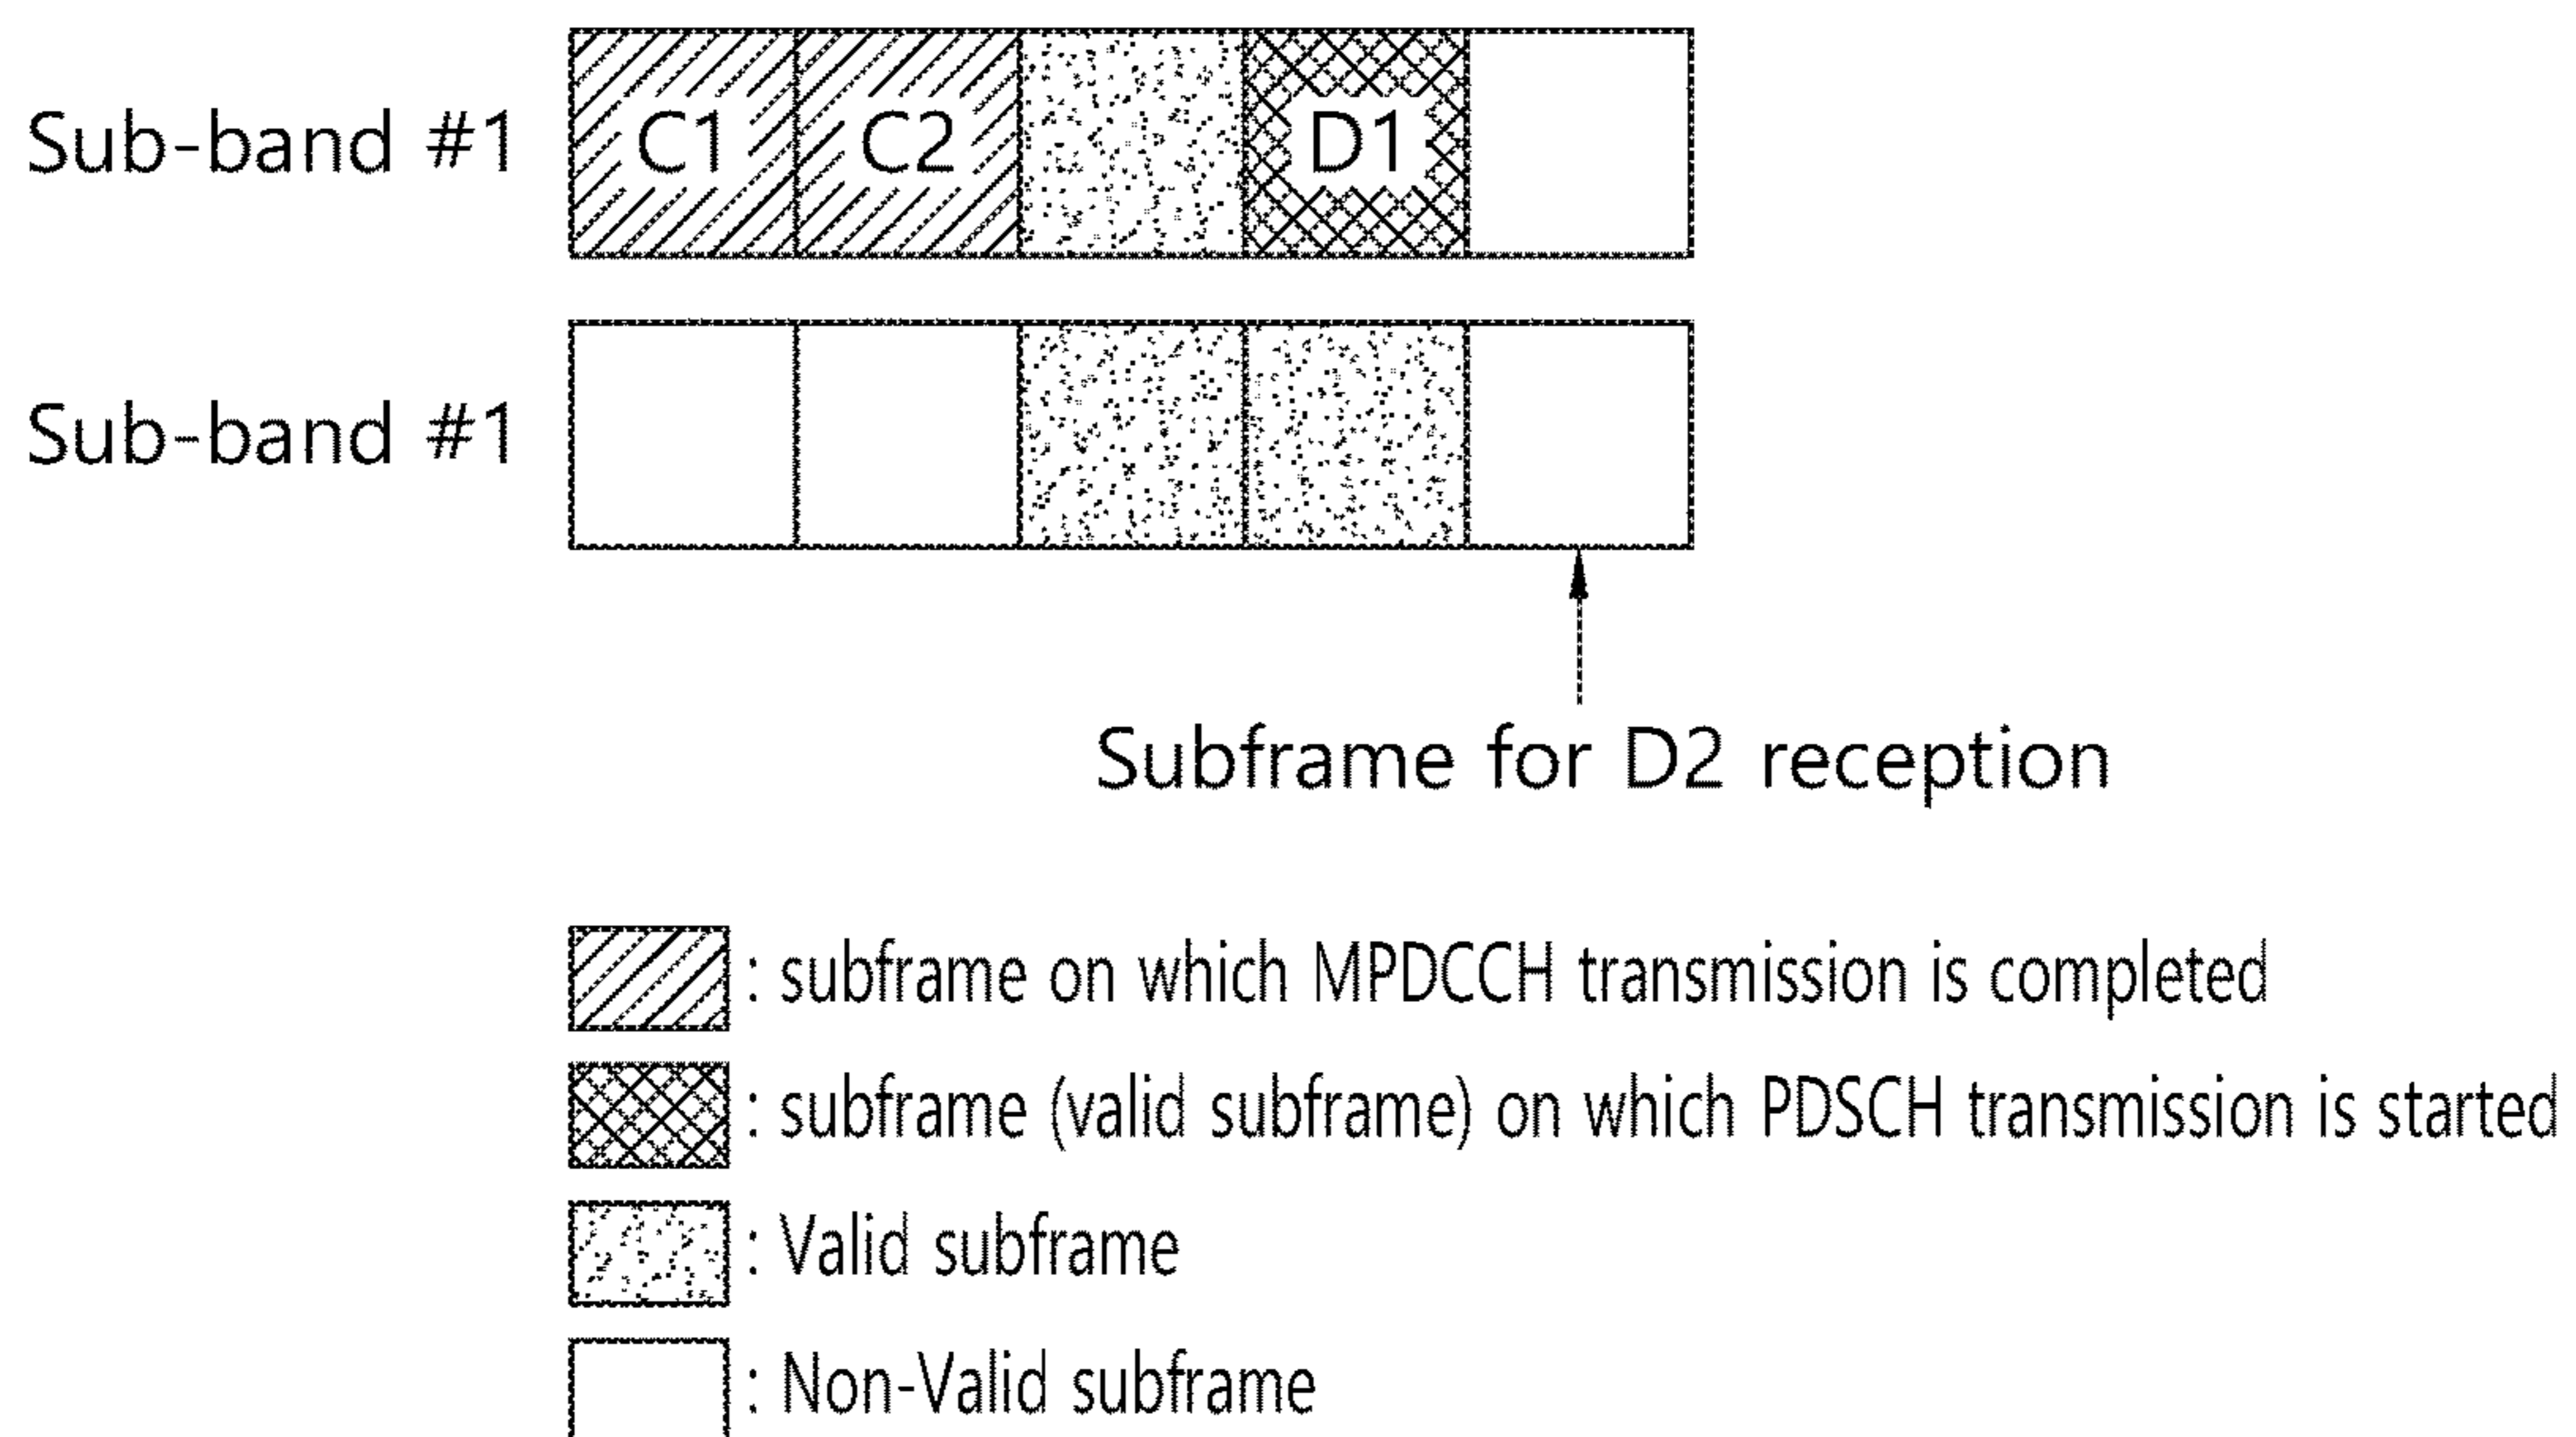 Sub-band #1 C1 C2 D1
Sub-band #1
Subframe for D2 reception
: subframe on which MPDCCH transmission is completed
: subframe (valid subframe) on which PDSCH transmission is started
: Valid subframe
: Non-Valid subframe